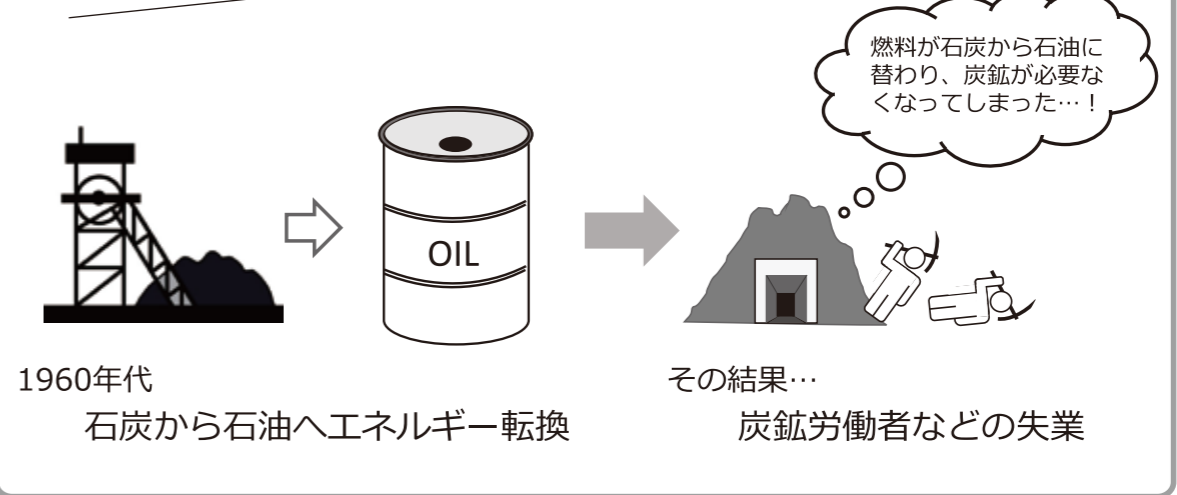 燃料が石炭から石油に
替わり、炭鉱が必要な
くなってしまった…！
OIL
1960年代
石炭から石油へエネルギー転換
その結果…
炭鉱労働者などの失業